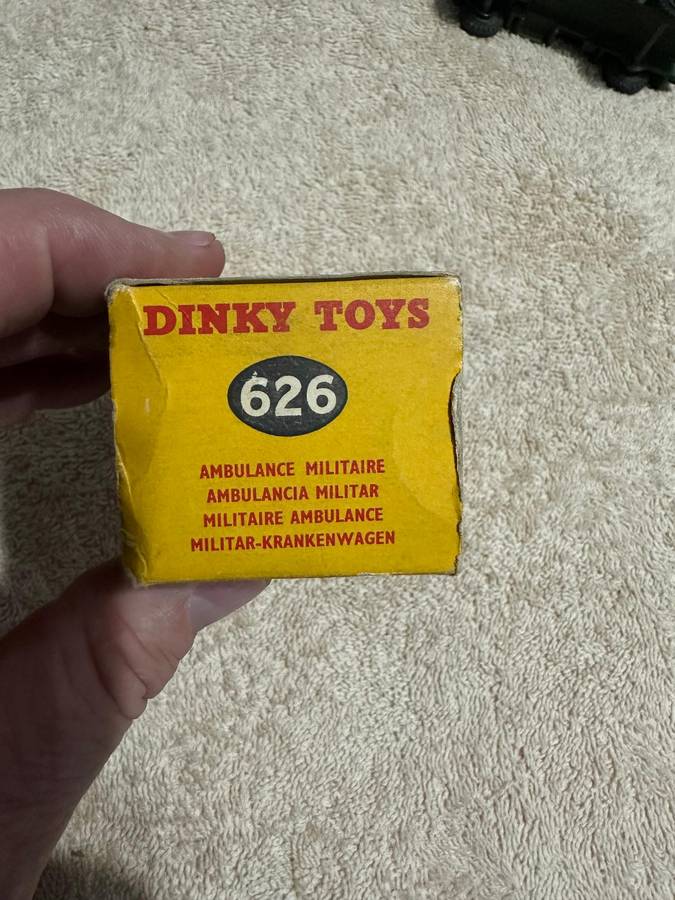 DINKY TOYS
626
AMBULANCE MILITAIRE
AMBULANCIA MILITAR
MILITAIRE AMBULANCE
MILITAR-KRANKENWAGEN